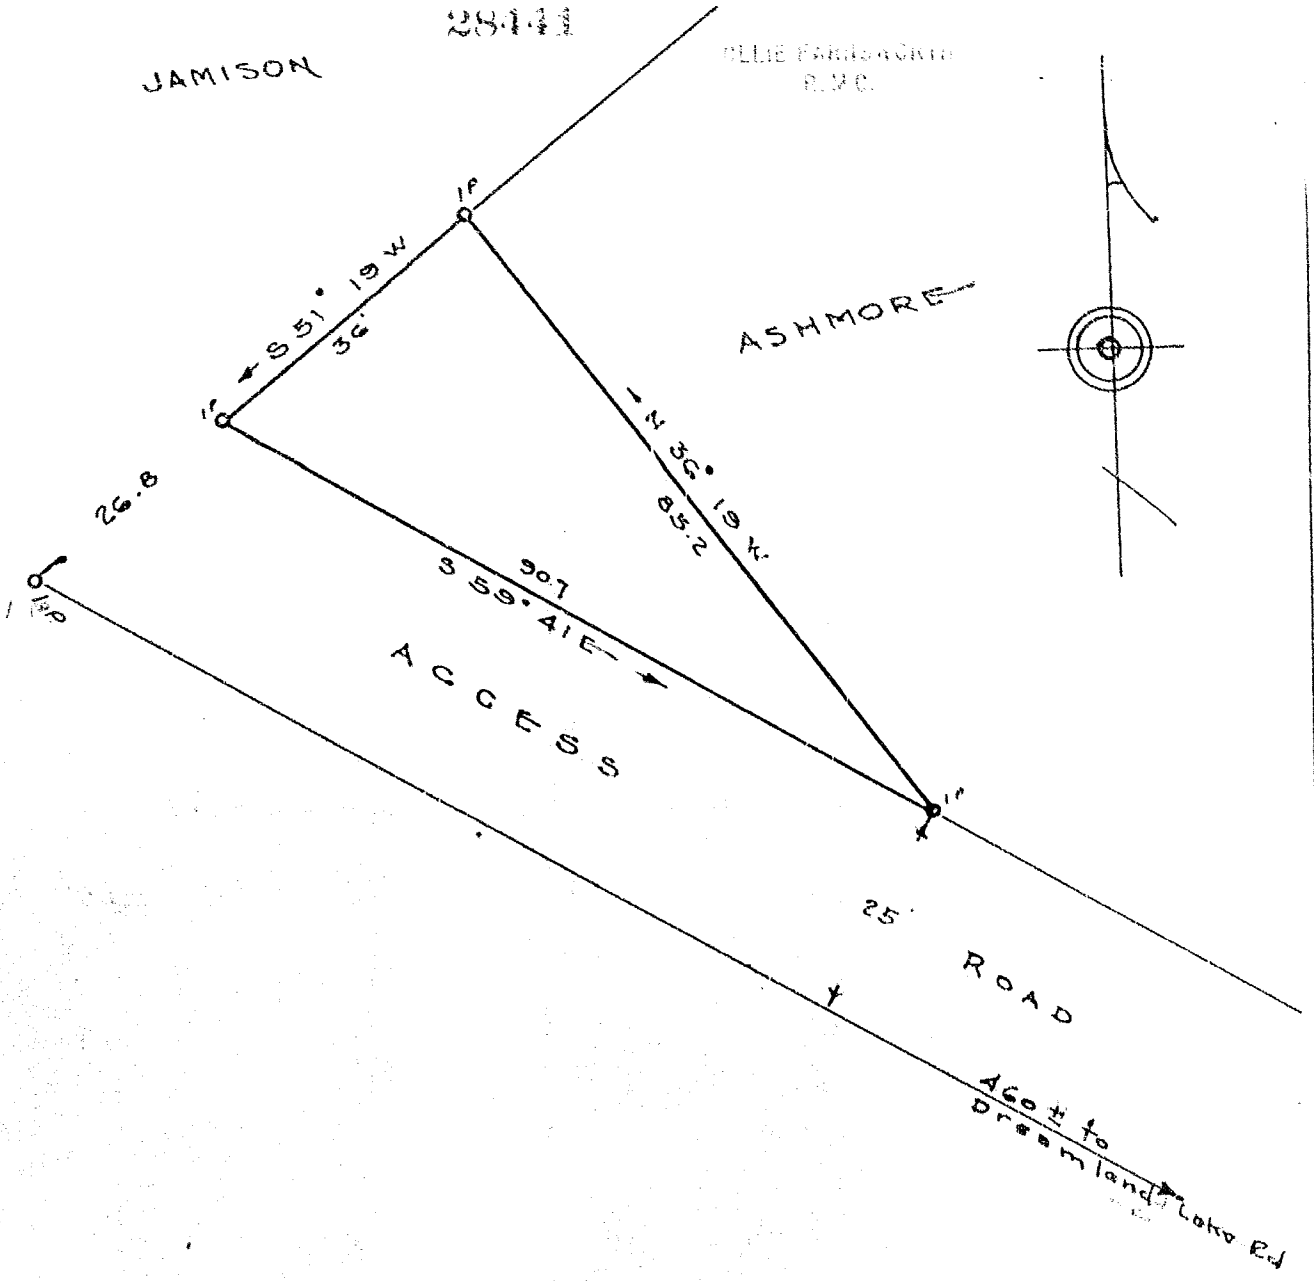 28441
JAMISON
R.M.C.
IP
S 51° 19 W
36'
ASHMORE
IP
N 36° 19 W
85.2
26.8
90.7
S 59° 41 E
ACCESS
IP
25'
ROAD
460 ± to
Dreamland Lake Rd